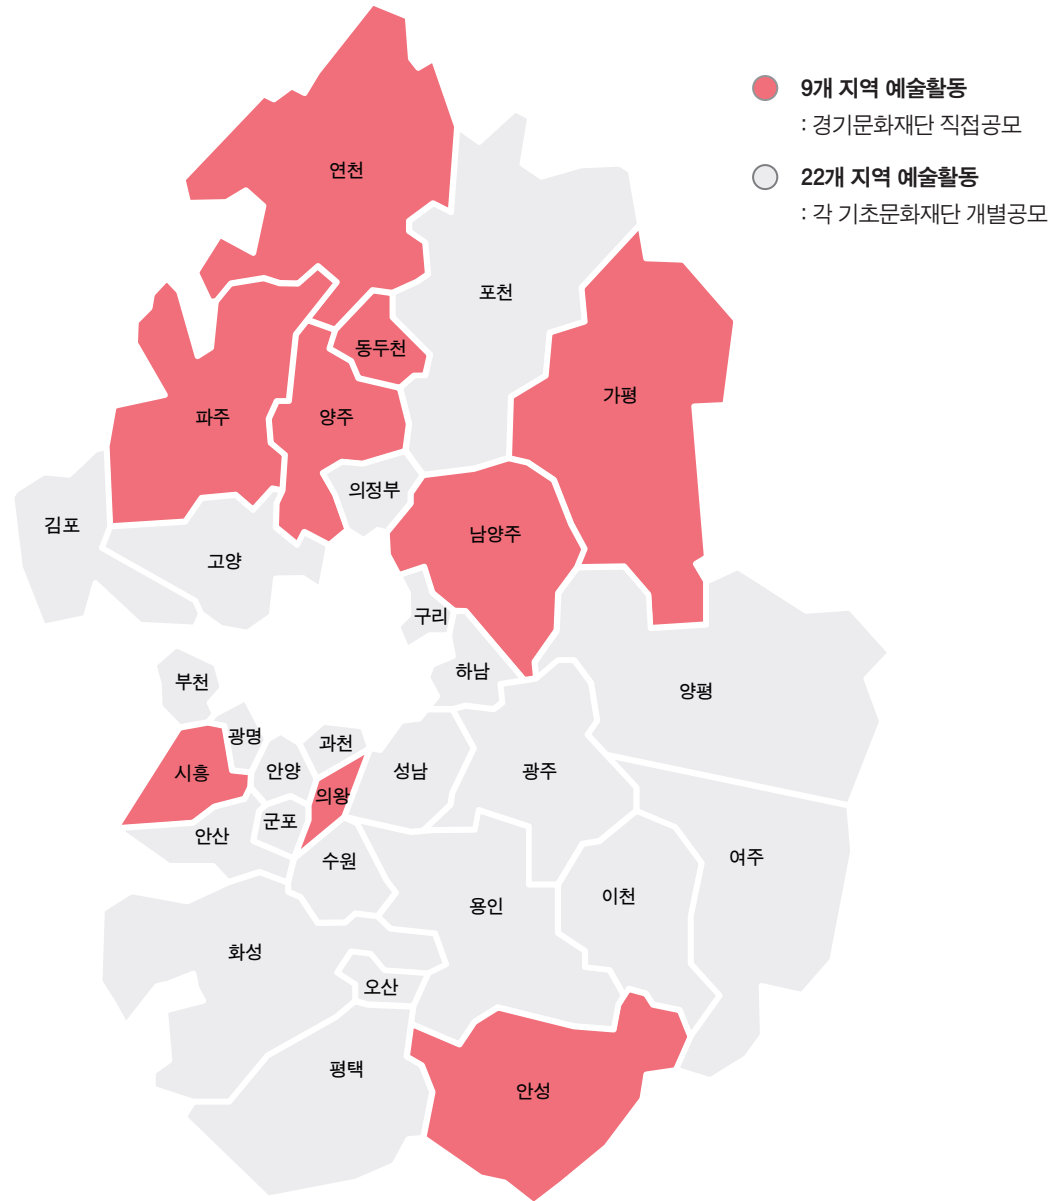 9개 지역 예술활동
: 경기문화재단 직접공모
22개 지역 예술활동
: 각 기초문화재단 개별공모
연천
포천
동두천
가평
파주
양주
의정부
김포
남양주
고양
구리
하남
부천
양평
광명
과천
시흥
안양
성남
광주
의왕
군포
안산
수원
여주
이천
용인
화성
오산
평택
안성